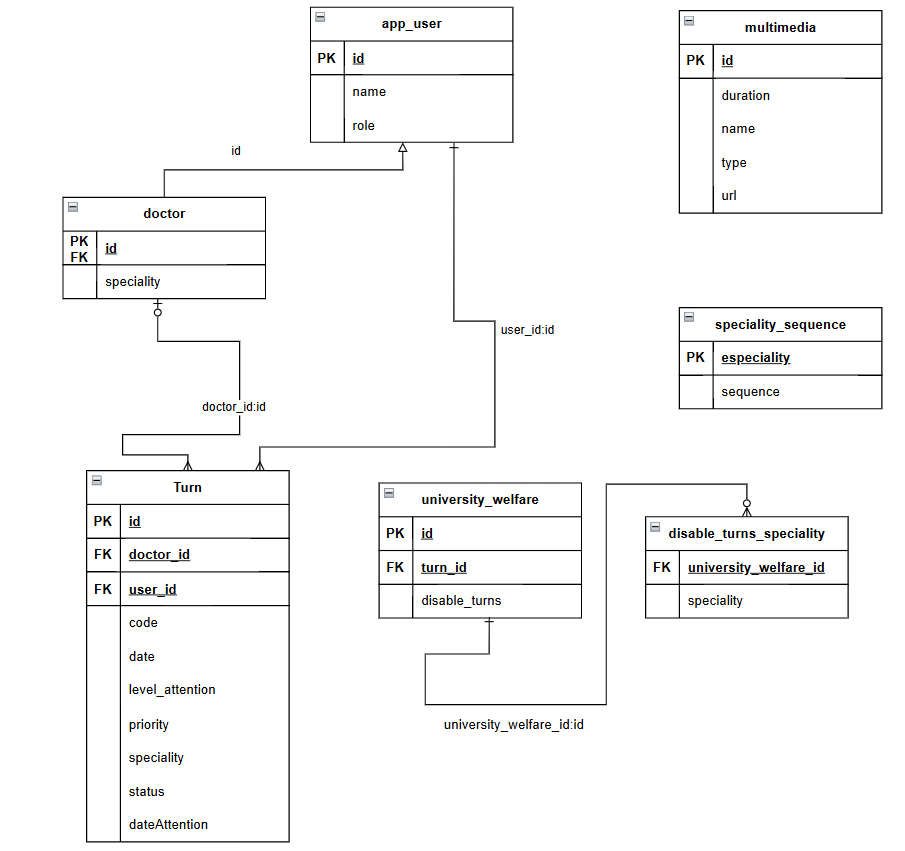 app_user
PK id
name
role
multimedia
PK id
duration
name
type
url
id
doctor
PK
FK
id
speciality
user_id:id
speciality_sequence
PK especiality
sequence
doctor_id:id
Turn
PK id
FK doctor_id
FK user_id
code
date
level_attention
priority
speciality
status
dateAttention
university_welfare
PK id
FK turn_id
disable_turns
disable_turns_speciality
FK university_welfare_id
speciality
university_welfare_id:id